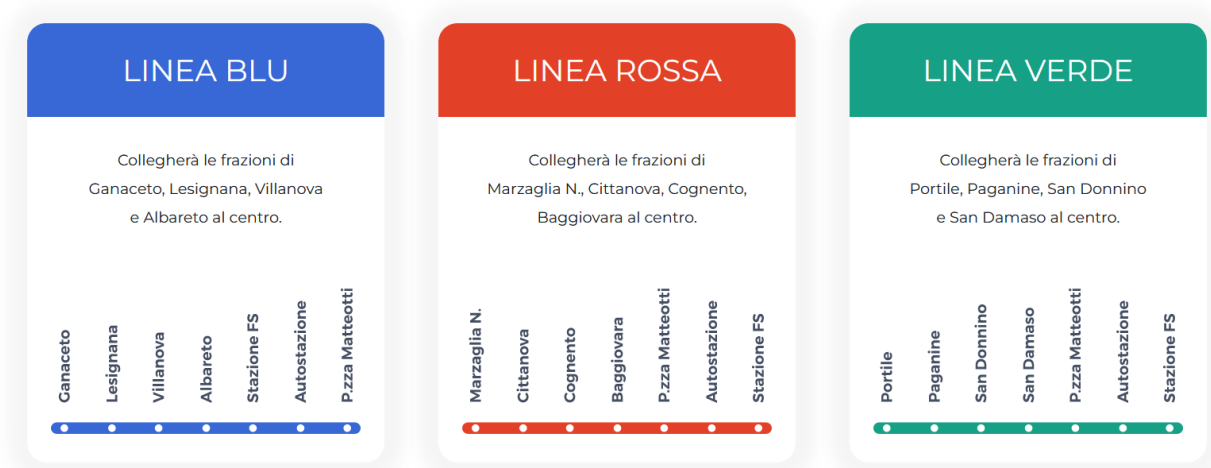 LINEA BLU
Collegherà le frazioni di
Ganaceto, Lesignana, Villanova
e Albareto al centro.
Ganaceto
Lesignana
Villanova
Albareto
Stazione FS
Autostazione
P.zza Matteotti
LINEA ROSSA
Collegherà le frazioni di
Marzaglia N., Cittanova, Cognento,
Baggiovara al centro.
Marzaglia N.
Cittanova
Cognento
Baggiovara
P.zza Matteotti
Autostazione
Stazione FS
LINEA VERDE
Collegherà le frazioni di
Portile, Paganine, San Donnino
e San Damaso al centro.
Portile
Paganine
San Donnino
San Damaso
P.zza Matteotti
Autostazione
Stazione FS